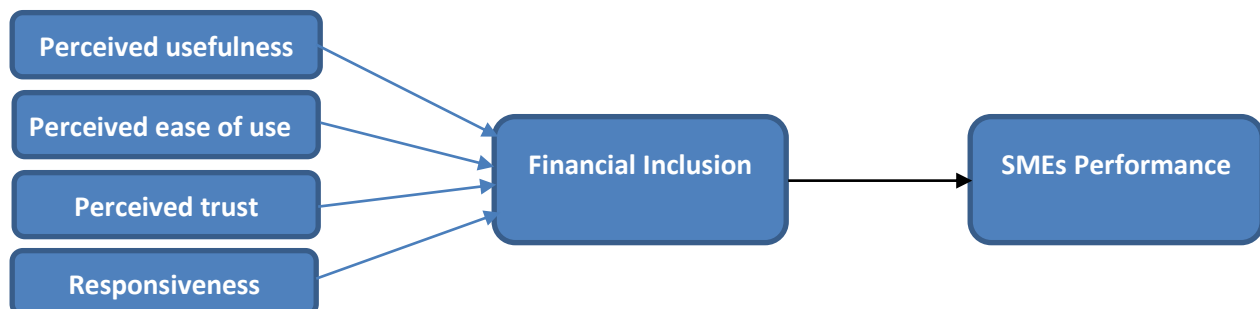 Perceived usefulness
Perceived ease of use
Perceived trust
Responsiveness
Financial Inclusion
SMEs Performance